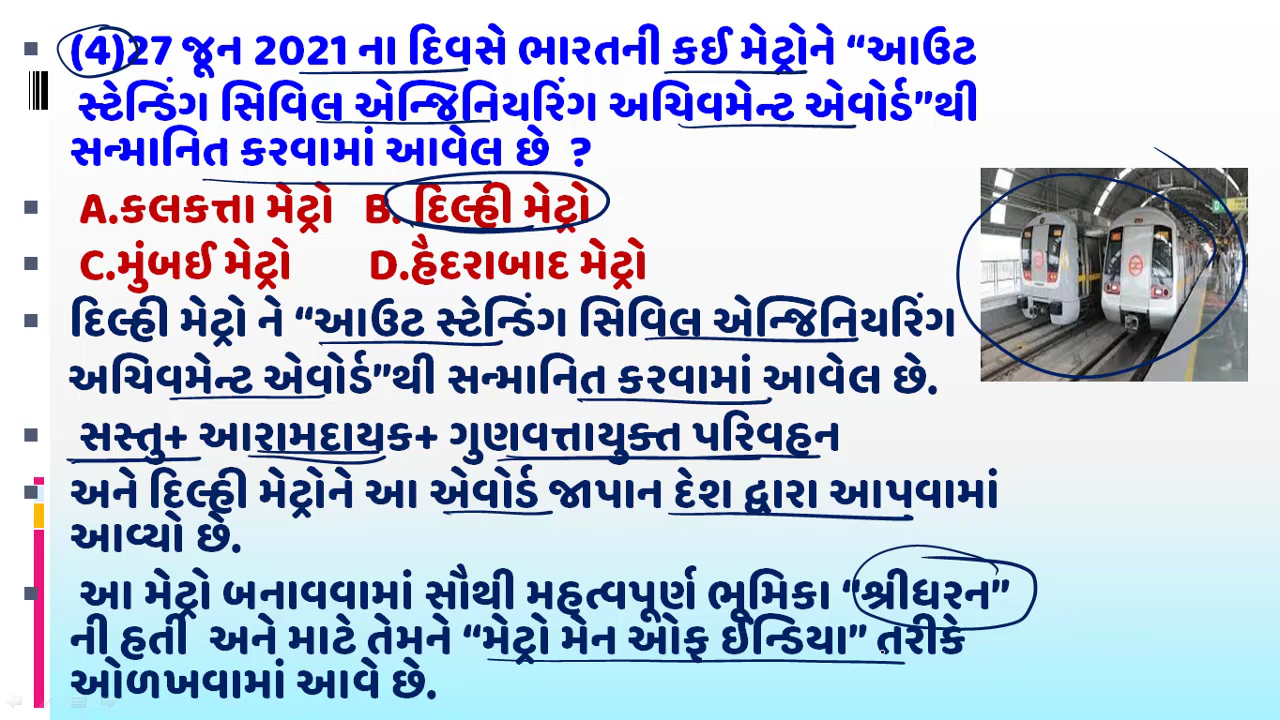 (4)27 જૂન 2021 ના દિવસે ભારતની કઈ મેટ્રોને “આઉટ
સ્ટેન્ડિંગ સિવિલ એન્જિનિયરિંગ અચિવમેન્ટ એવોર્ડ”થી
સન્માનિત કરવામાં આવેલ છે ?
A.કલકત્તા મેટ્રો B. દિલ્હી મેટ્રો
C.મુંબઈ મેટ્રો D.હૈદરાબાદ મેટ્રો
દિલ્હી મેટ્રો ને “આઉટ સ્ટેન્ડિંગ સિવિલ એન્જિનિયરિંગ
અચિવમેન્ટ એવોર્ડ”થી સન્માનિત કરવામાં આવેલ છે.
સસ્તુ+ આરામદાયક+ ગુણવત્તાયુક્ત પરિવહન
અને દિલ્હી મેટ્રોને આ એવોર્ડ જાપાન દેશ દ્વારા આપવામાં
આવ્યો છે.
આ મેટ્રો બનાવવામાં સૌથી મહત્વપૂર્ણ ભૂમિકા “શ્રીધરન”
ની હતી અને માટે તેમને “મેટ્રો મેન ઓફ ઈન્ડિયા” તરીકે
ઓળખવામાં આવે છે.